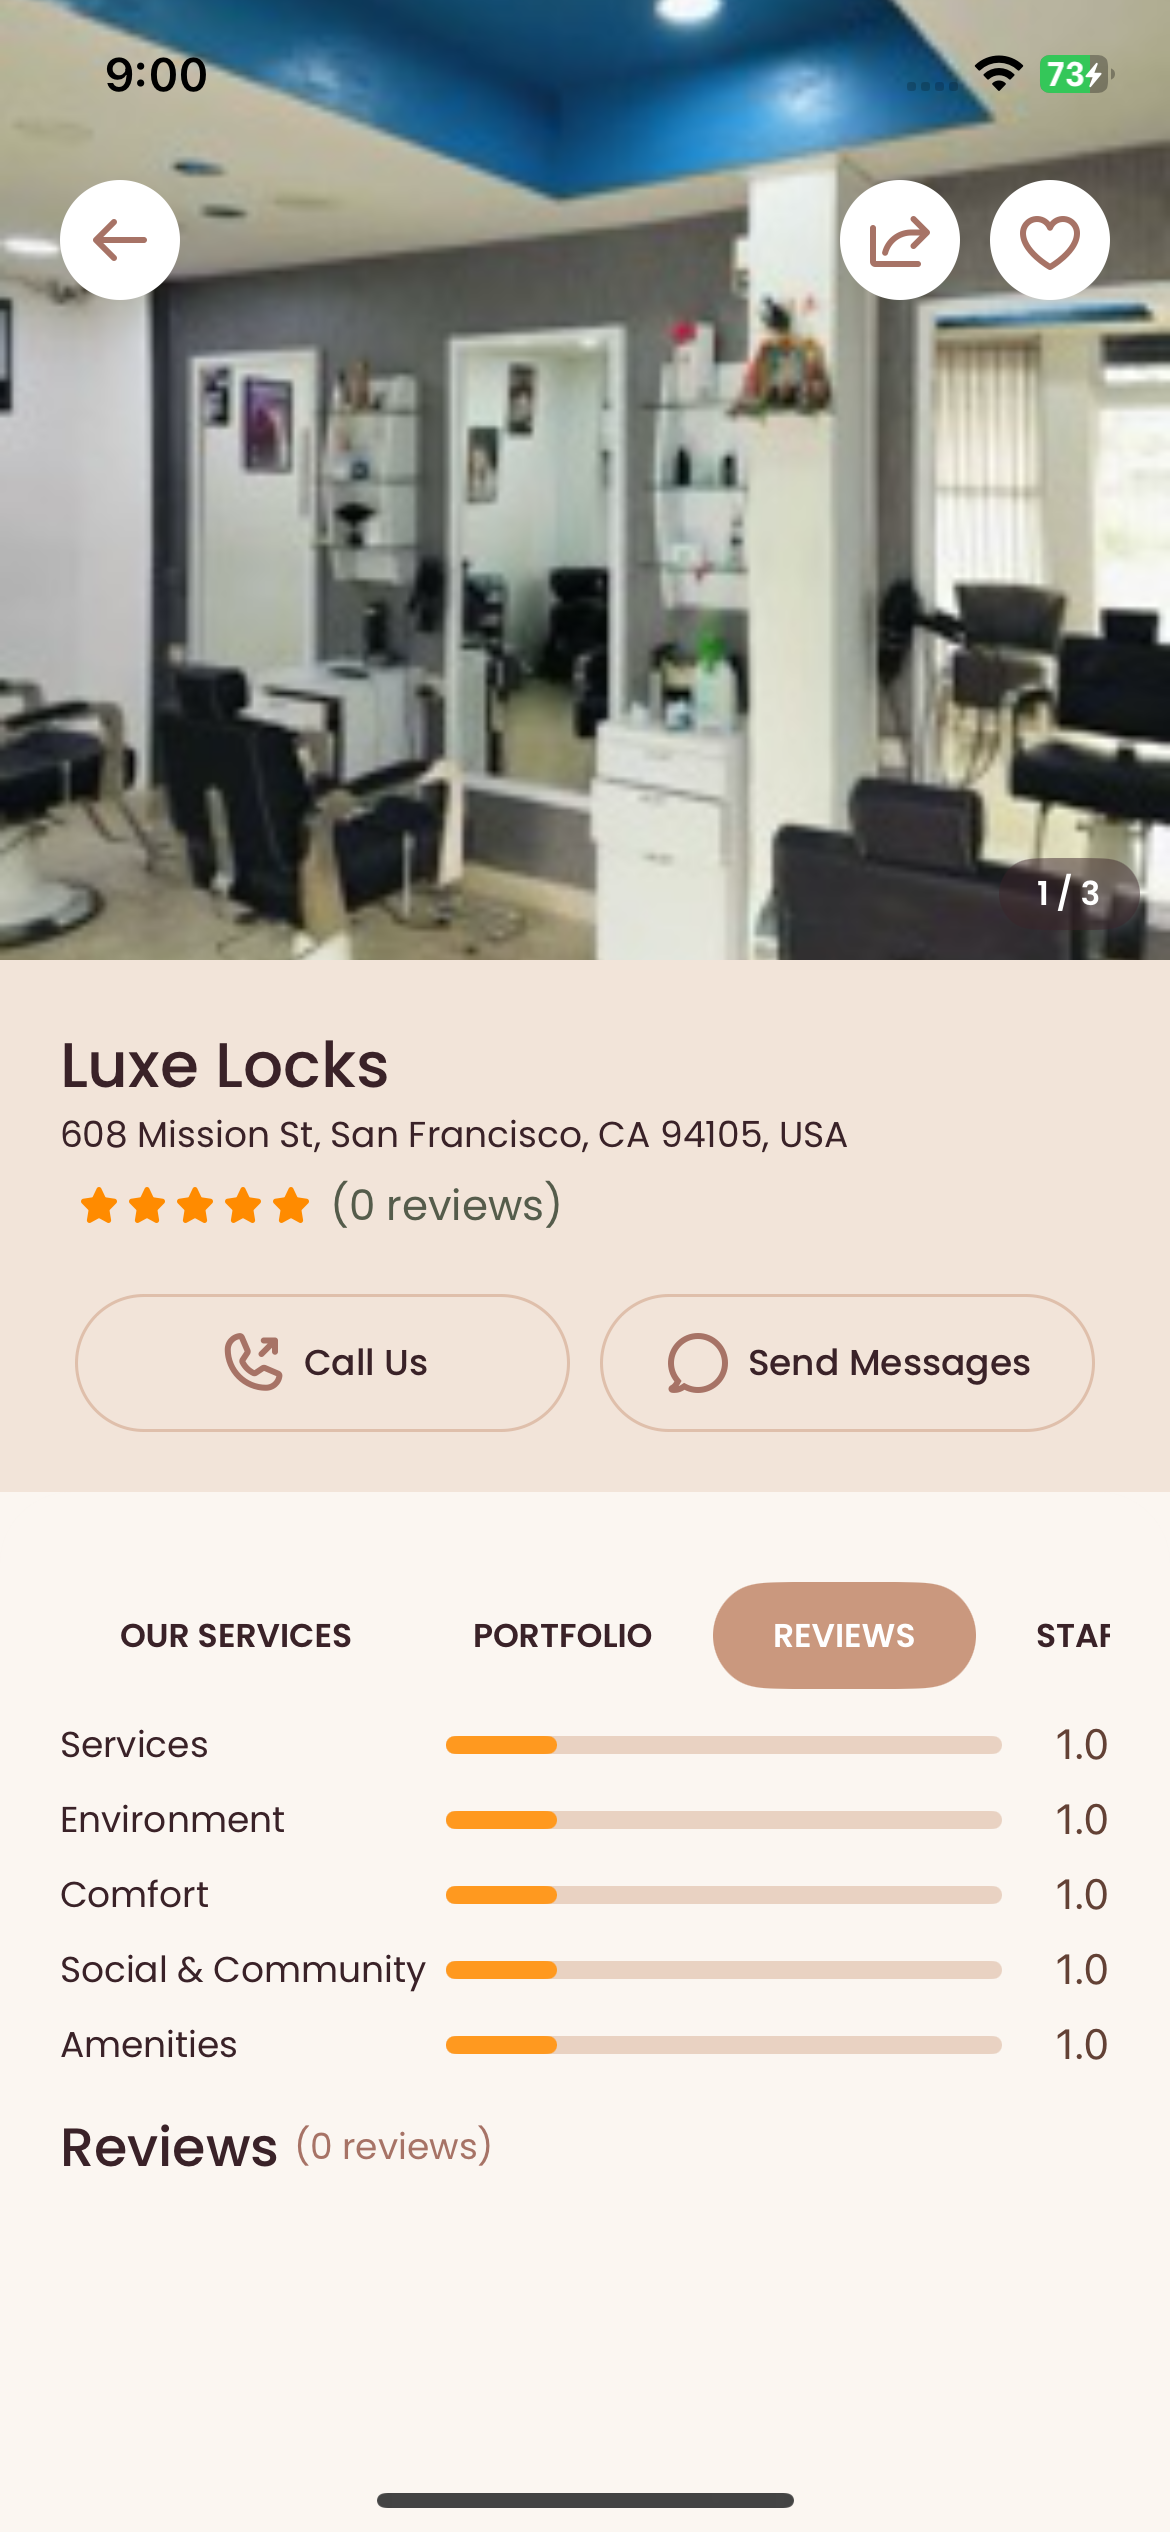 9:00
73
1 / 3
Luxe Locks
608 Mission St, San Francisco, CA 94105, USA
(0 reviews)
Call Us
Send Messages
OUR SERVICES PORTFOLIO REVIEWS STAF
Services 1.0
Environment 1.0
Comfort 1.0
Social & Community 1.0
Amenities 1.0
Reviews (0 reviews)